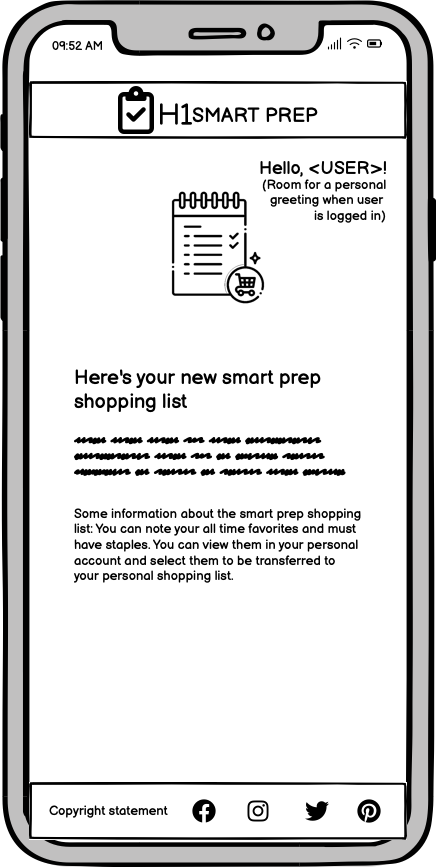 09:52 AM
H1SMART PREP
Hello, <USER>!
(Room for a personal
greeting when user
is logged in)
Here's your new smart prep
shopping list
Some information about the smart prep shopping
list: You can note your all time favorites and must
have staples. You can view them in your personal
account and select them to be transferred to
your personal shopping list.
Copyright statement